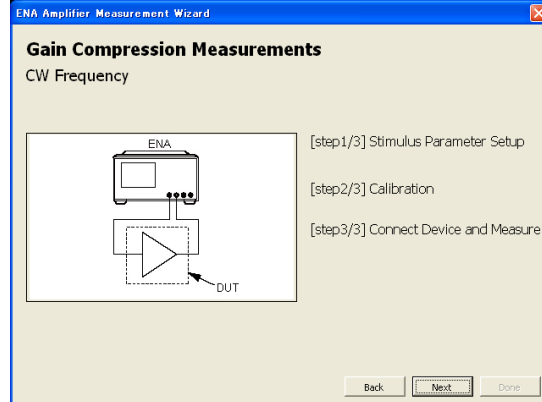 ENA Amplifier Measurement Wizard
Gain Compression Measurements
CW Frequency
ENA
DUT
[step1/3] Stimulus Parameter Setup
[step2/3] Calibration
[step3/3] Connect Device and Measure
Back
Next
Done